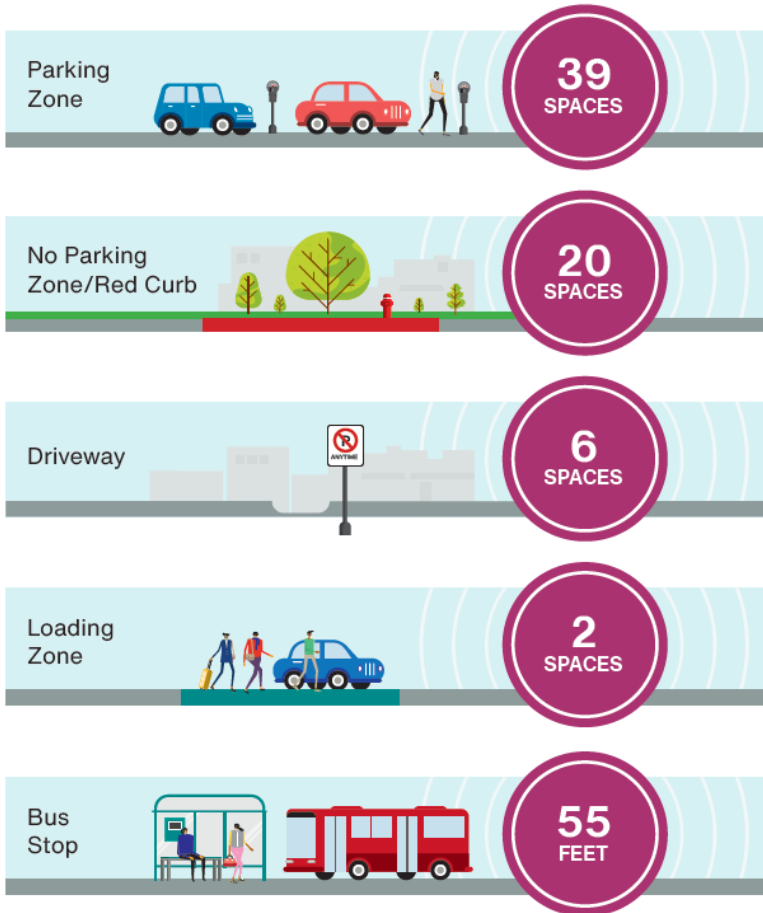 Parking
Zone
39
SPACES
No Parking
Zone/Red Curb
20
SPACES
Driveway
P
ANYTIME
6
SPACES
Loading
Zone
2
SPACES
Bus
Stop
55
FEET